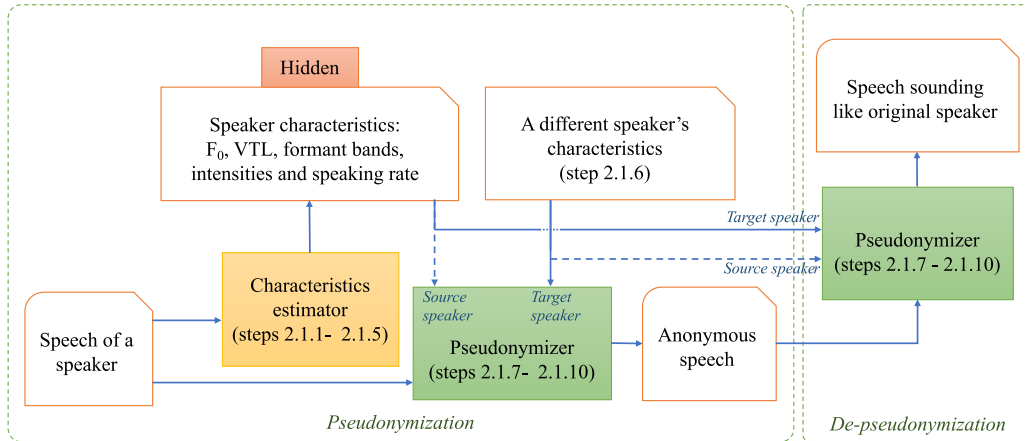 Hidden
Speaker characteristics:
F₀, VTL, formant bands,
intensities and speaking rate
A different speaker's
characteristics
(step 2.1.6)
Speech sounding
like original speaker
Target speaker
Source speaker
Pseudonymizer
(steps 2.1.7 - 2.1.10)
Characteristics
estimator
(steps 2.1.1- 2.1.5)
Speech of a
speaker
Source
speaker
Target
speaker
Pseudonymizer
(steps 2.1.7- 2.1.10)
Anonymous
speech
Pseudonymization
De-pseudonymization